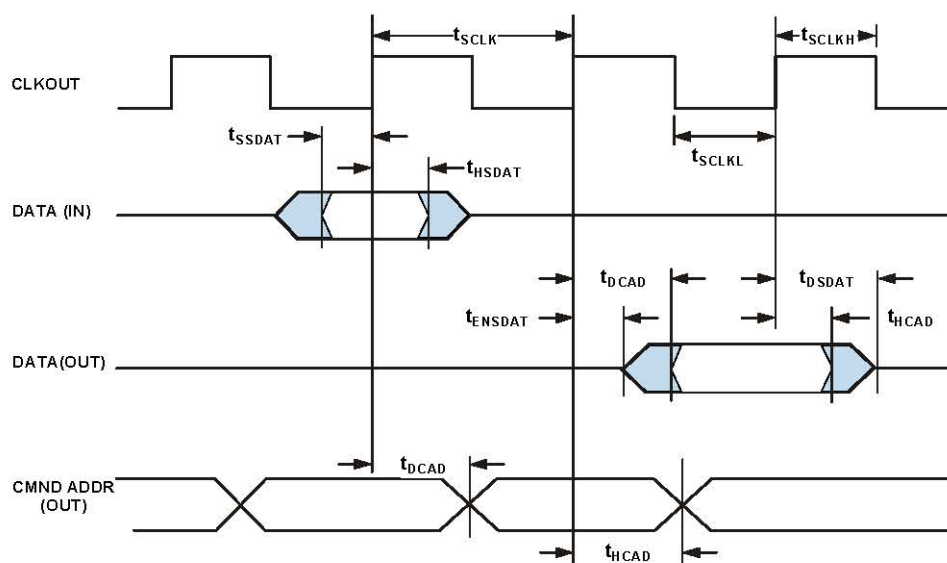 tSCLK
tSCLKH
CLKOUT
tSSDAT
tSCLKL
tHSDAT
DATA (IN)
tDCAD
tDSDAT
tENSDAT
tHCAD
DATA(OUT)
tDCAD
CMND ADDR
(OUT)
tHCAD